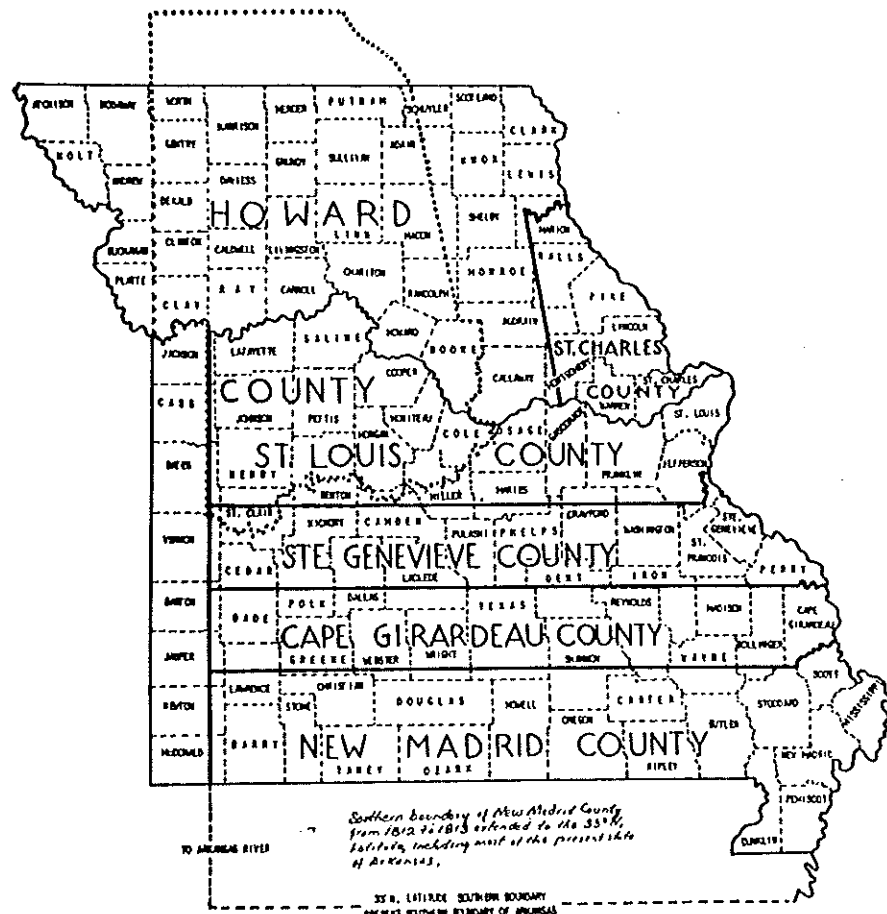 ATCHISON NODAWAY WORTH HARRISON MERCER PUTNAM SCHUYLER SCOTLAND CLARK
HOLT GENTRY GRUNDY SULLIVAN ADAIR KNOX LEWIS
ANDREW DEKALB DAVIESS SHELBY MARION
HOWARD
LINN MACON
BUCHANAN CLINTON CALDWELL LIVINGSTON MONROE RALLS
PLATTE CLAY RAY CARROLL CHARITON RANDOLPH PIKE
AUDRAIN LINCOLN
JACKSON LAFAYETTE SALINE HOWARD BOONE
ST. CHARLES
CALLAWAY MONTGOMERY
COUNTY
COOPER
COUNTY
WARREN ST. CHARLES ST. LOUIS
CASS JOHNSON PETTIS MORGAN MONITEAU COLE OSAGE GASCONADE
ST. LOUIS COUNTY
BATES HENRY FRANKLIN JEFFERSON
BENTON MILLER MARIES
ST. CLAIR HICKORY CAMDEN PULASKI PHELPS CRAWFORD WASHINGTON STE. GENEVIEVE
VERNON
STE GENEVIEVE COUNTY
ST. FRANCOIS
CEDAR LACLEDE DENT IRON PERRY
BARTON DADE POLK DALLAS TEXAS REYNOLDS MADISON CAPE GIRARDEAU
CAPE GIRARDEAU COUNTY
BOLLINGER
JASPER GREENE WEBSTER WRIGHT SHANNON WAYNE
SCOTT
NEWTON LAWRENCE CHRISTIAN STONE DOUGLAS HOWELL CARTER STODDARD MISSISSIPPI
OREGON BUTLER
McDONALD BARRY
NEW MADRID COUNTY
NEW MADRID
TANEY OZARK RIPLEY
PEMISCOT
DUNKLIN
Southern boundary of New Madrid County
from 1812 to 1813 extended to the 33° N.
latitude, including most of the present state
of Arkansas.
TO ARKANSAS RIVER
33 N. LATITUDE SOUTHERN BOUNDARY
PRESENT SOUTHERN BOUNDARY OF ARKANSAS